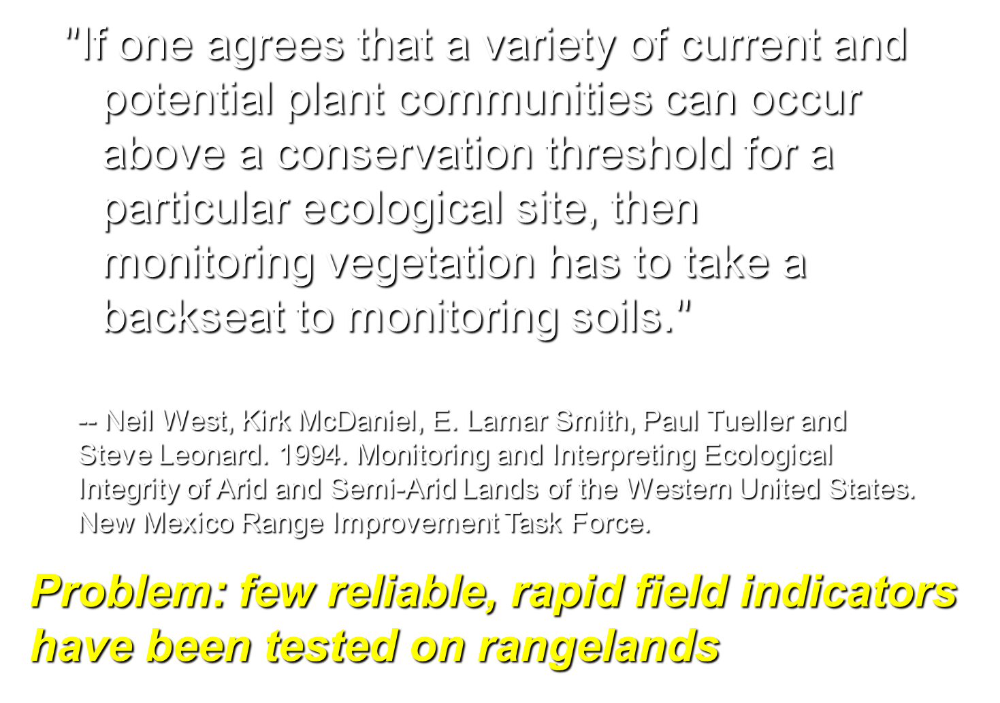 "If one agrees that a variety of current and
potential plant communities can occur
above a conservation threshold for a
particular ecological site, then
monitoring vegetation has to take a
backseat to monitoring soils."
-- Neil West, Kirk McDaniel, E. Lamar Smith, Paul Tueller and
Steve Leonard. 1994. Monitoring and Interpreting Ecological
Integrity of Arid and Semi-Arid Lands of the Western United States.
New Mexico Range Improvement Task Force.
Problem: few reliable, rapid field indicators
have been tested on rangelands